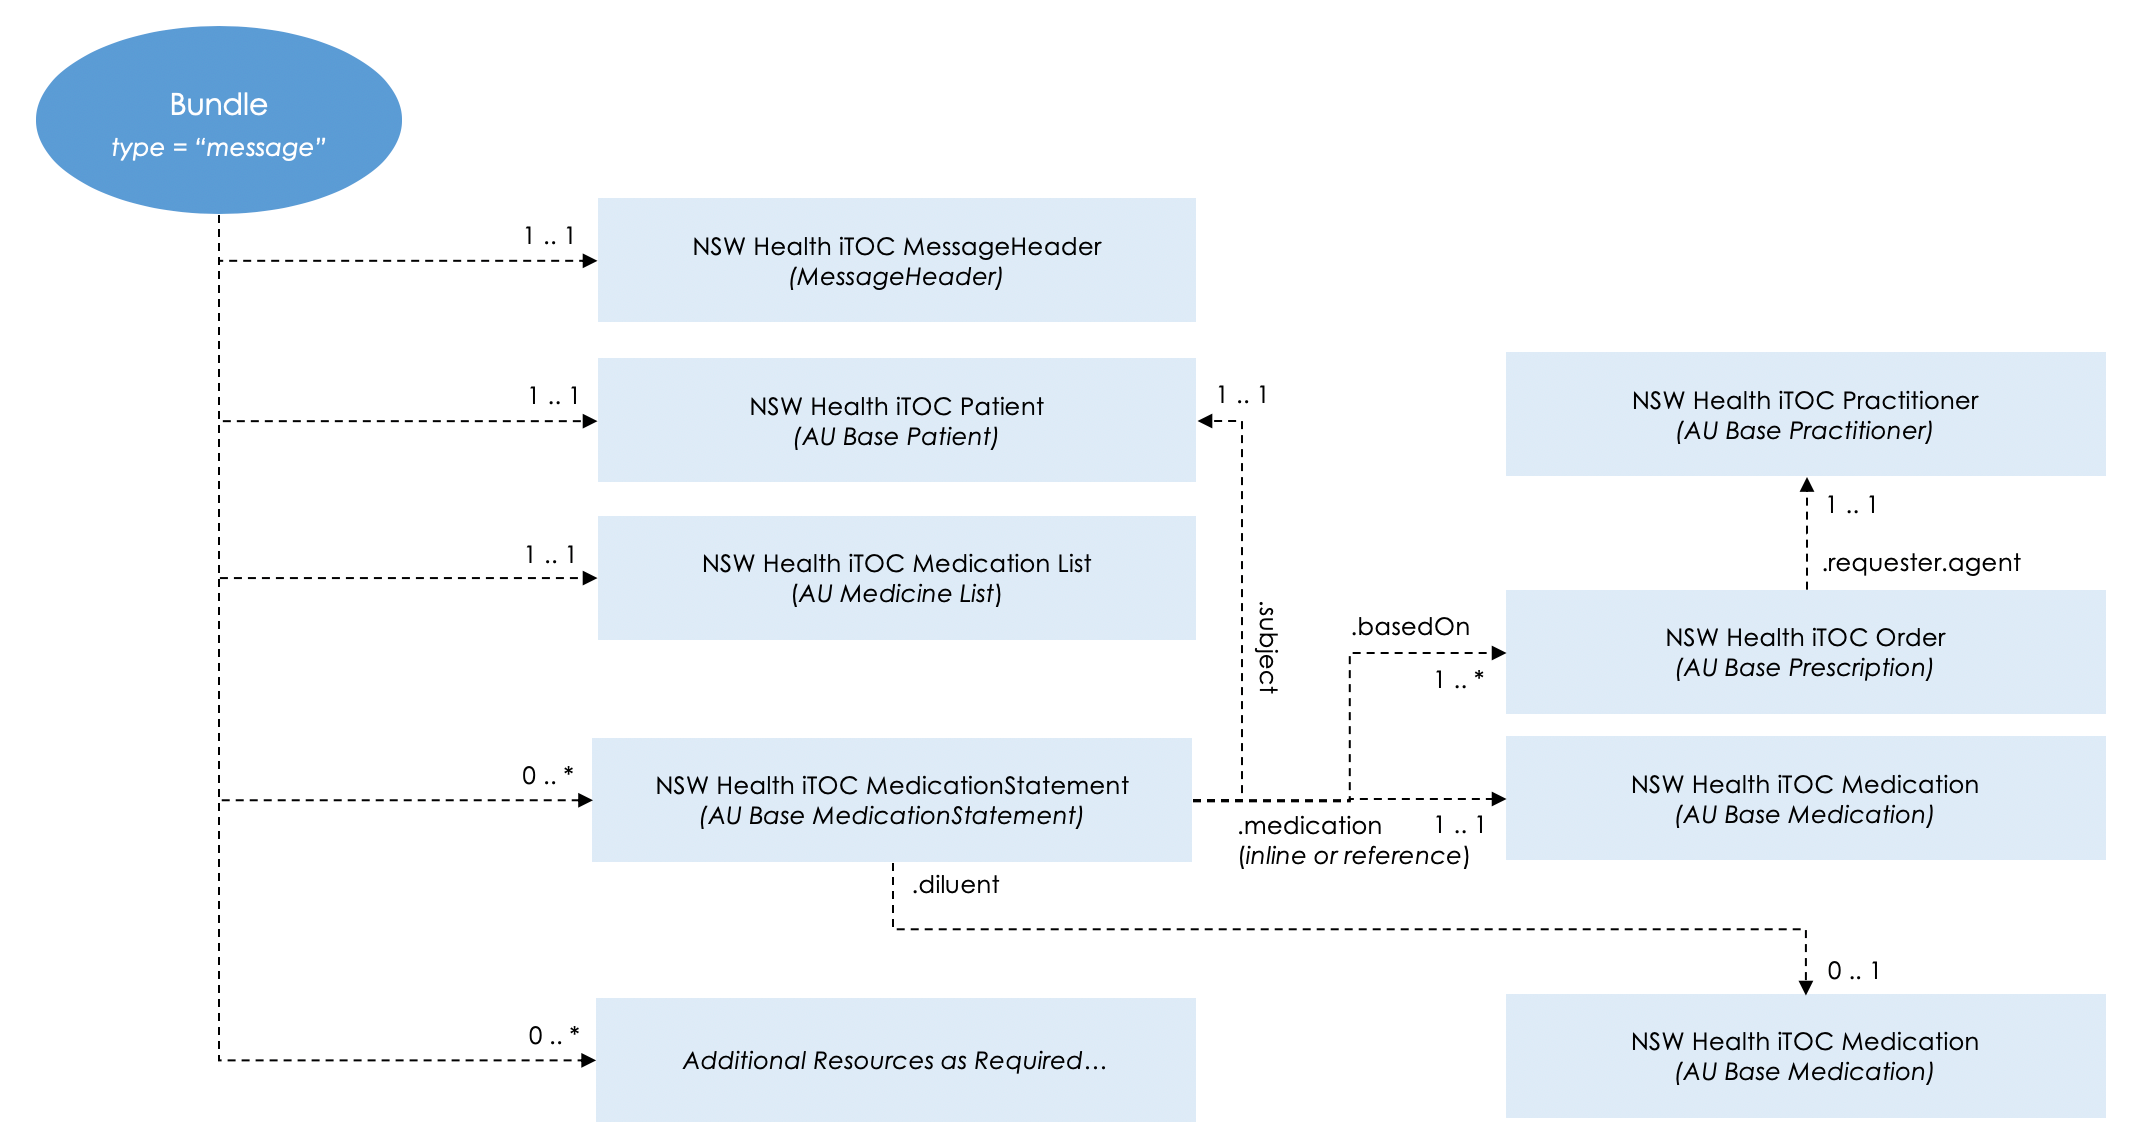 Bundle
type = “message”
1 .. 1
NSW Health iTOC MessageHeader
(MessageHeader)
1 .. 1
NSW Health iTOC Patient
(AU Base Patient)
1 .. 1
NSW Health iTOC Practitioner
(AU Base Practitioner)
1 .. 1
.requester.agent
1 .. 1
NSW Health iTOC Medication List
(AU Medicine List)
.subject
.basedOn
1 .. *
NSW Health iTOC Order
(AU Base Prescription)
0 .. *
NSW Health iTOC MedicationStatement
(AU Base MedicationStatement)
.medication
(inline or reference)
1 .. 1
NSW Health iTOC Medication
(AU Base Medication)
.diluent
0 .. 1
0 .. *
Additional Resources as Required…
NSW Health iTOC Medication
(AU Base Medication)